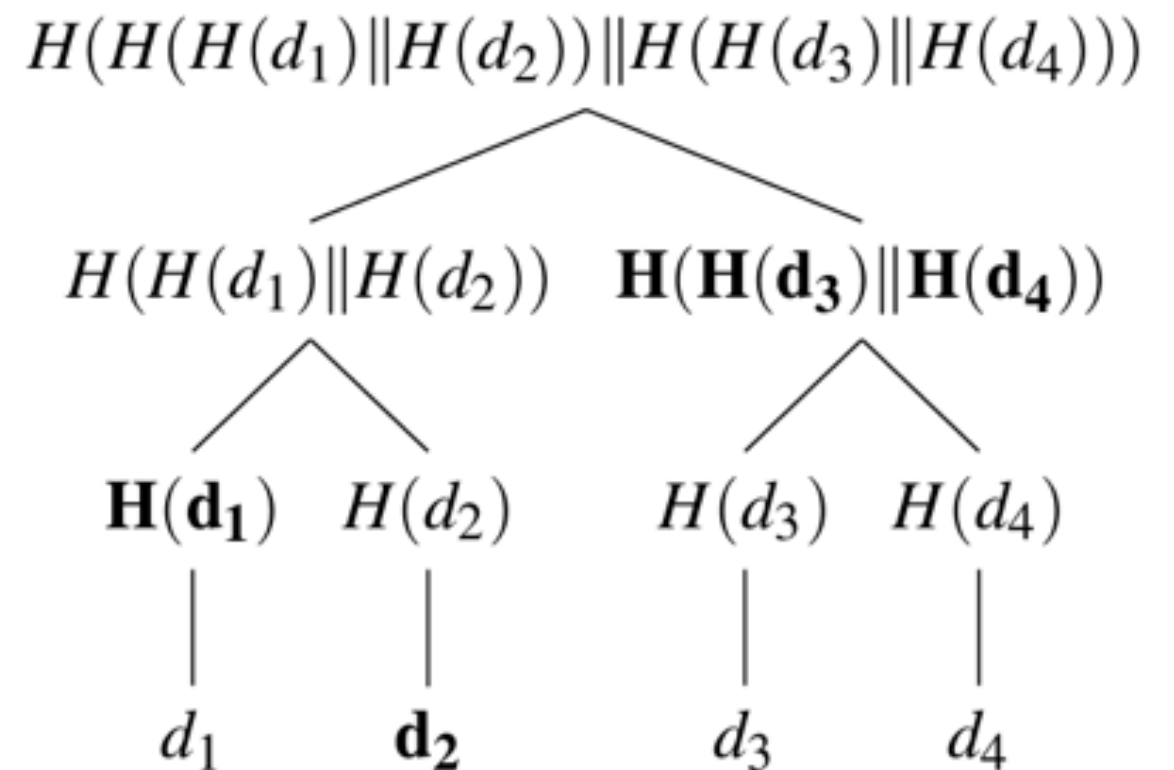 H(H(H(d₁)||H(d₂))||H(H(d₃)||H(d₄)))
H(H(d₁)||H(d₂)) H(H(d₃)||H(d₄))
H(d₁) H(d₂) H(d₃) H(d₄)
d₁ d₂ d₃ d₄